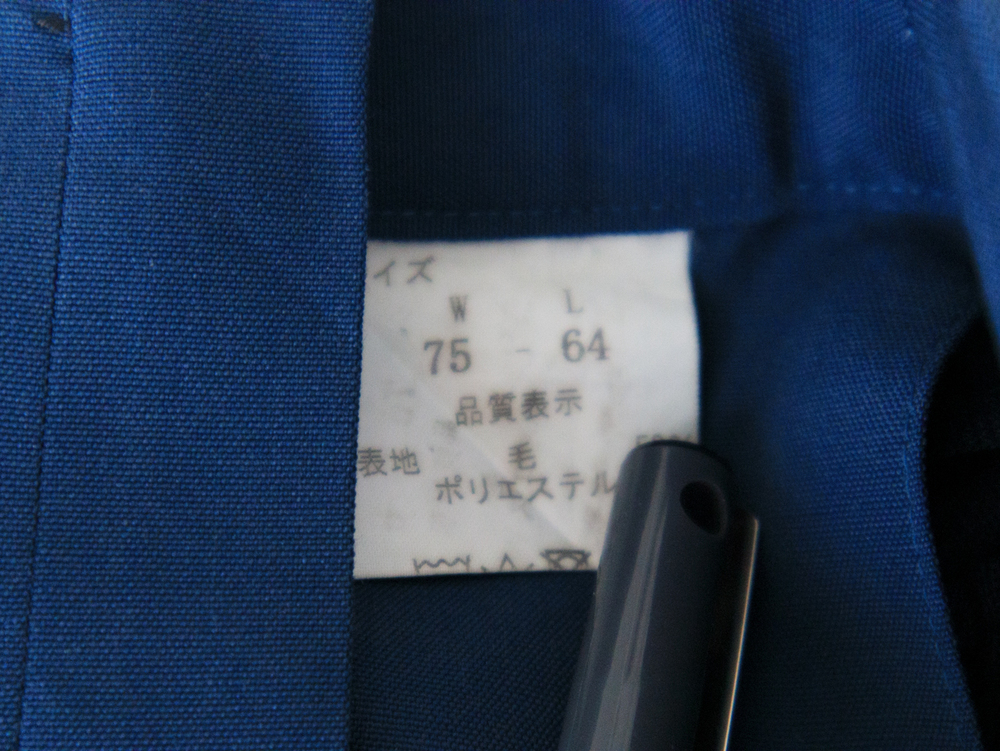 イズ
W L
75 - 64
品質表示
表地 毛
ポリエステル